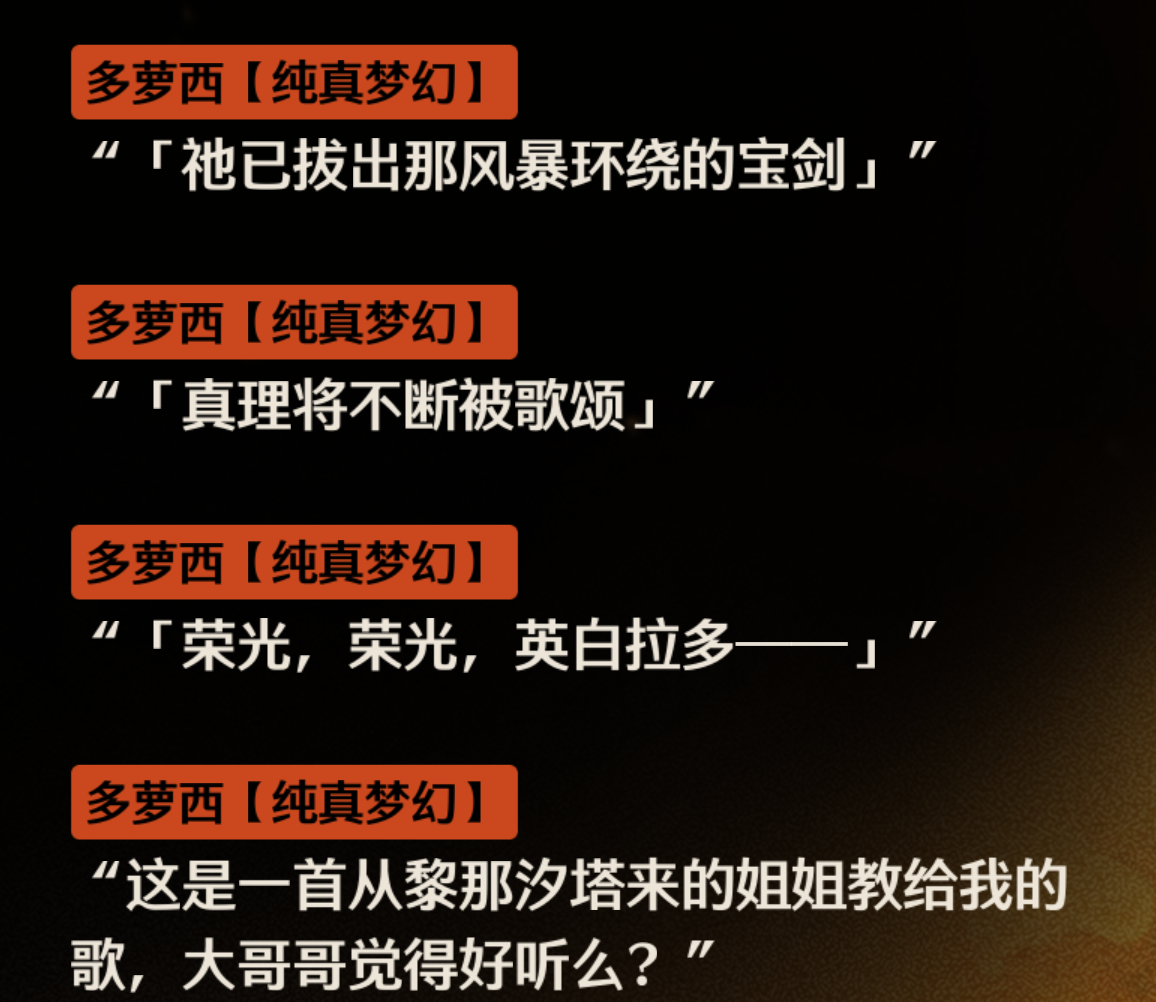 多萝西【纯真梦幻】
“「祂已拔出那风暴环绕的宝剑」”
多萝西【纯真梦幻】
“「真理将不断被歌颂」”
多萝西【纯真梦幻】
“「荣光，荣光，英白拉多——」”
多萝西【纯真梦幻】
“这是一首从黎那汐塔来的姐姐教给我的
歌，大哥哥觉得好听么？”